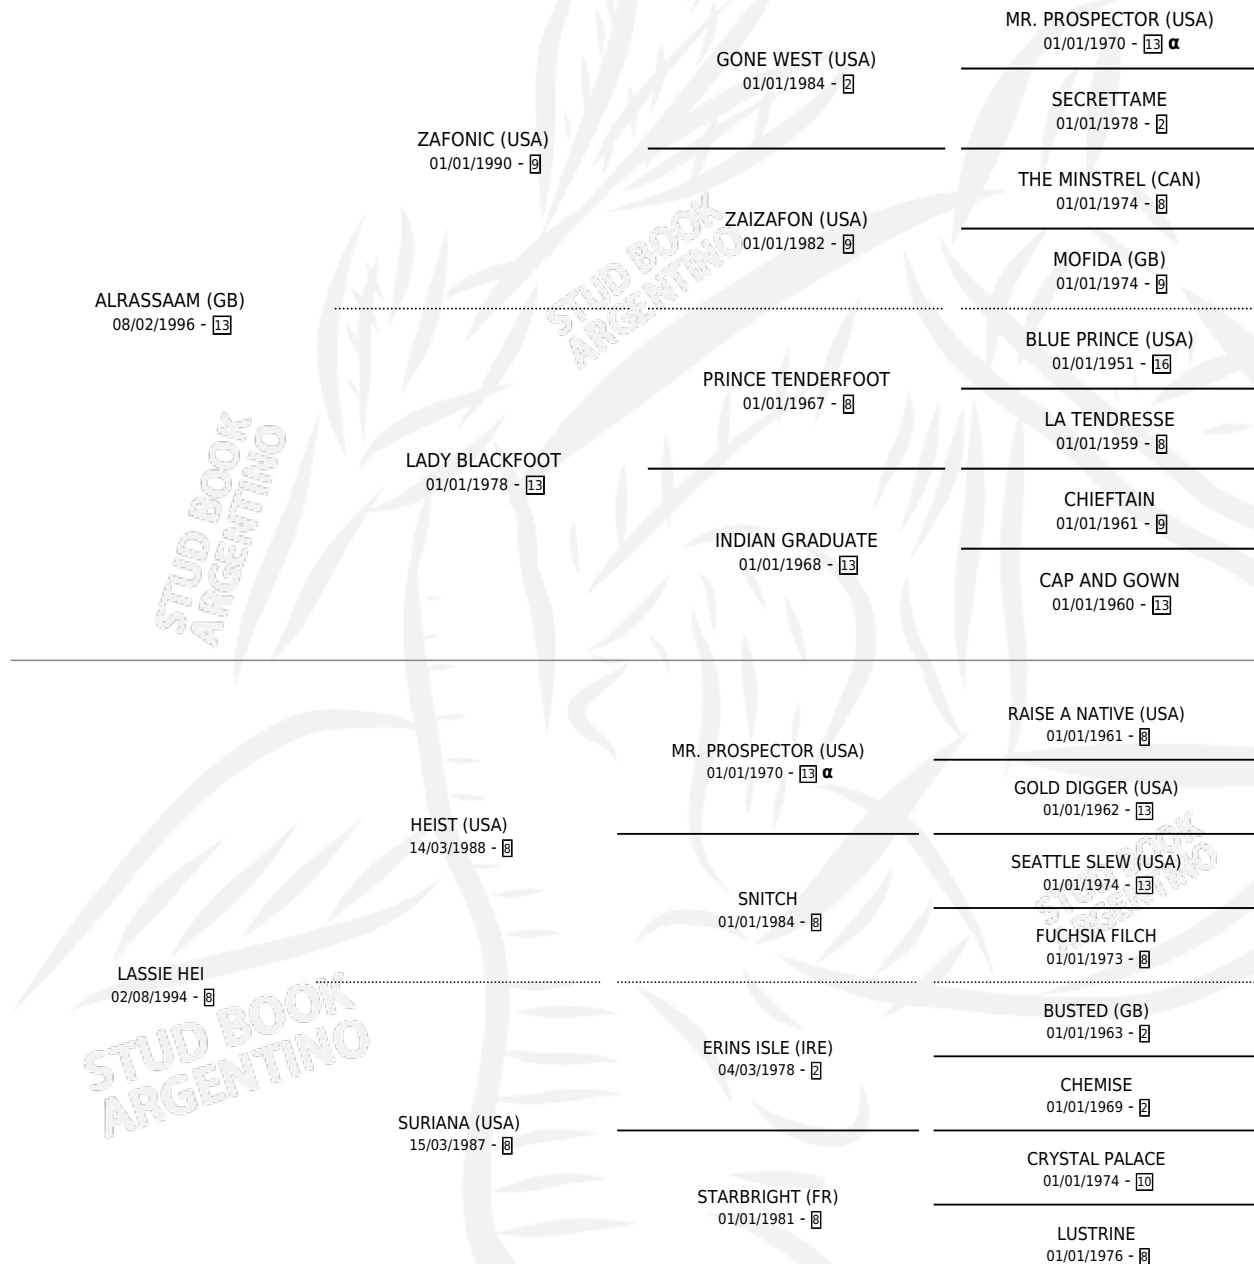 MR. PROSPECTOR (USA)
01/01/1970 - 13 α
GONE WEST (USA)
01/01/1984 - 2
SECRETTAME
01/01/1978 - 2
ZAFONIC (USA)
01/01/1990 - 9
THE MINSTREL (CAN)
01/01/1974 - 8
ZAIZAFON (USA)
01/01/1982 - 9
MOFIDA (GB)
01/01/1974 - 9
ALRASSAAM (GB)
08/02/1996 - 13
BLUE PRINCE (USA)
01/01/1951 - 16
PRINCE TENDERFOOT
01/01/1967 - 8
LA TENDRESSE
01/01/1959 - 8
LADY BLACKFOOT
01/01/1978 - 13
CHIEFTAIN
01/01/1961 - 9
INDIAN GRADUATE
01/01/1968 - 13
CAP AND GOWN
01/01/1960 - 13
RAISE A NATIVE (USA)
01/01/1961 - 8
MR. PROSPECTOR (USA)
01/01/1970 - 13 α
GOLD DIGGER (USA)
01/01/1962 - 13
HEIST (USA)
14/03/1988 - 8
SEATTLE SLEW (USA)
01/01/1974 - 13
SNITCH
01/01/1984 - 8
FUCHSIA FILCH
01/01/1973 - 8
LASSIE HEI
02/08/1994 - 8
BUSTED (GB)
01/01/1963 - 2
ERINS ISLE (IRE)
04/03/1978 - 2
CHEMISE
01/01/1969 - 2
SURIANA (USA)
15/03/1987 - 8
CRYSTAL PALACE
01/01/1974 - 10
STARBRIGHT (FR)
01/01/1981 - 8
LUSTRINE
01/01/1976 - 8
STUD BOOK
ARGENTINO
STUD BOOK
ARGENTINO
STUD BOOK
ARGENTINO
STUD BOOK
ARGENTINO